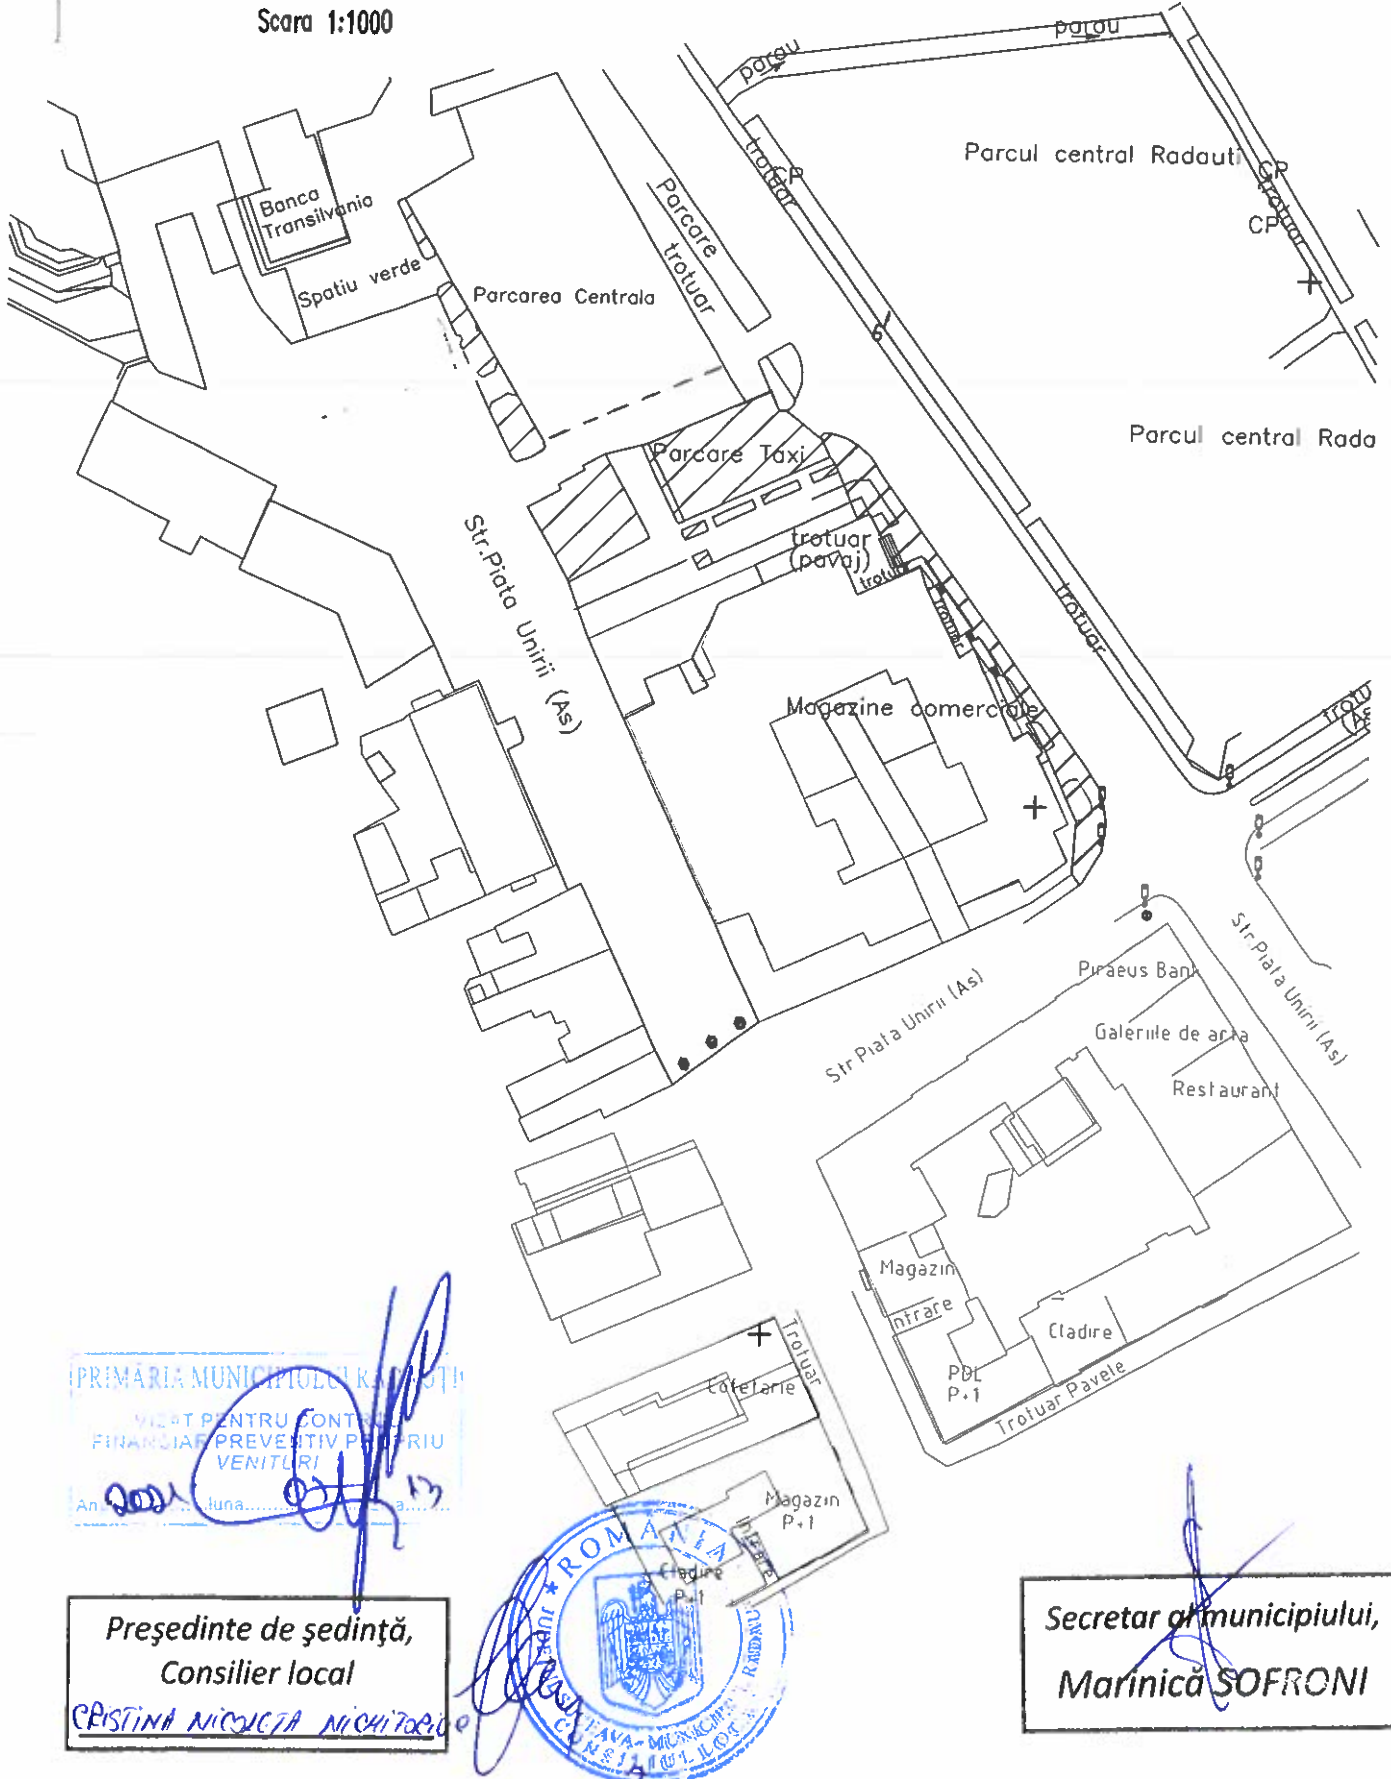 Scara 1:1000
parau
parau
Parcul central Radauti
trotuar
CP
CP
trotuar
CP
Banca
Transilvania
Parcare
trotuar
Spatiu verde
Parcarea Centrala
Parcul central Rada
Parcare Taxi
Str.Piata Unirii (As)
trotuar
(pavaj)
trotuar
trotuar
trotuar
Magazine comerciale
Str.Piata Unirii (As)
Piraeus Bank
Str Piata Unirii (As)
Galeriile de arta
Restaurant
Magazin
ntrare
Cladire
PDL
P+1
Trotuar Pavele
Trotuar
Cofetarie
Magazin
P+1
Intrare
Cladire
P+1
PRIMĂRIA MUNICIPIULUI RĂDĂUȚI
VIZAT PENTRU CONTROL
FINANCIAR PREVENTIV PROPRIU
VENITURI
luna
ROMÂNIA
Președinte de ședință,
Consilier local
CRISTINA NICOLETA
Secretar al municipiului,
Marinică SOFRONI